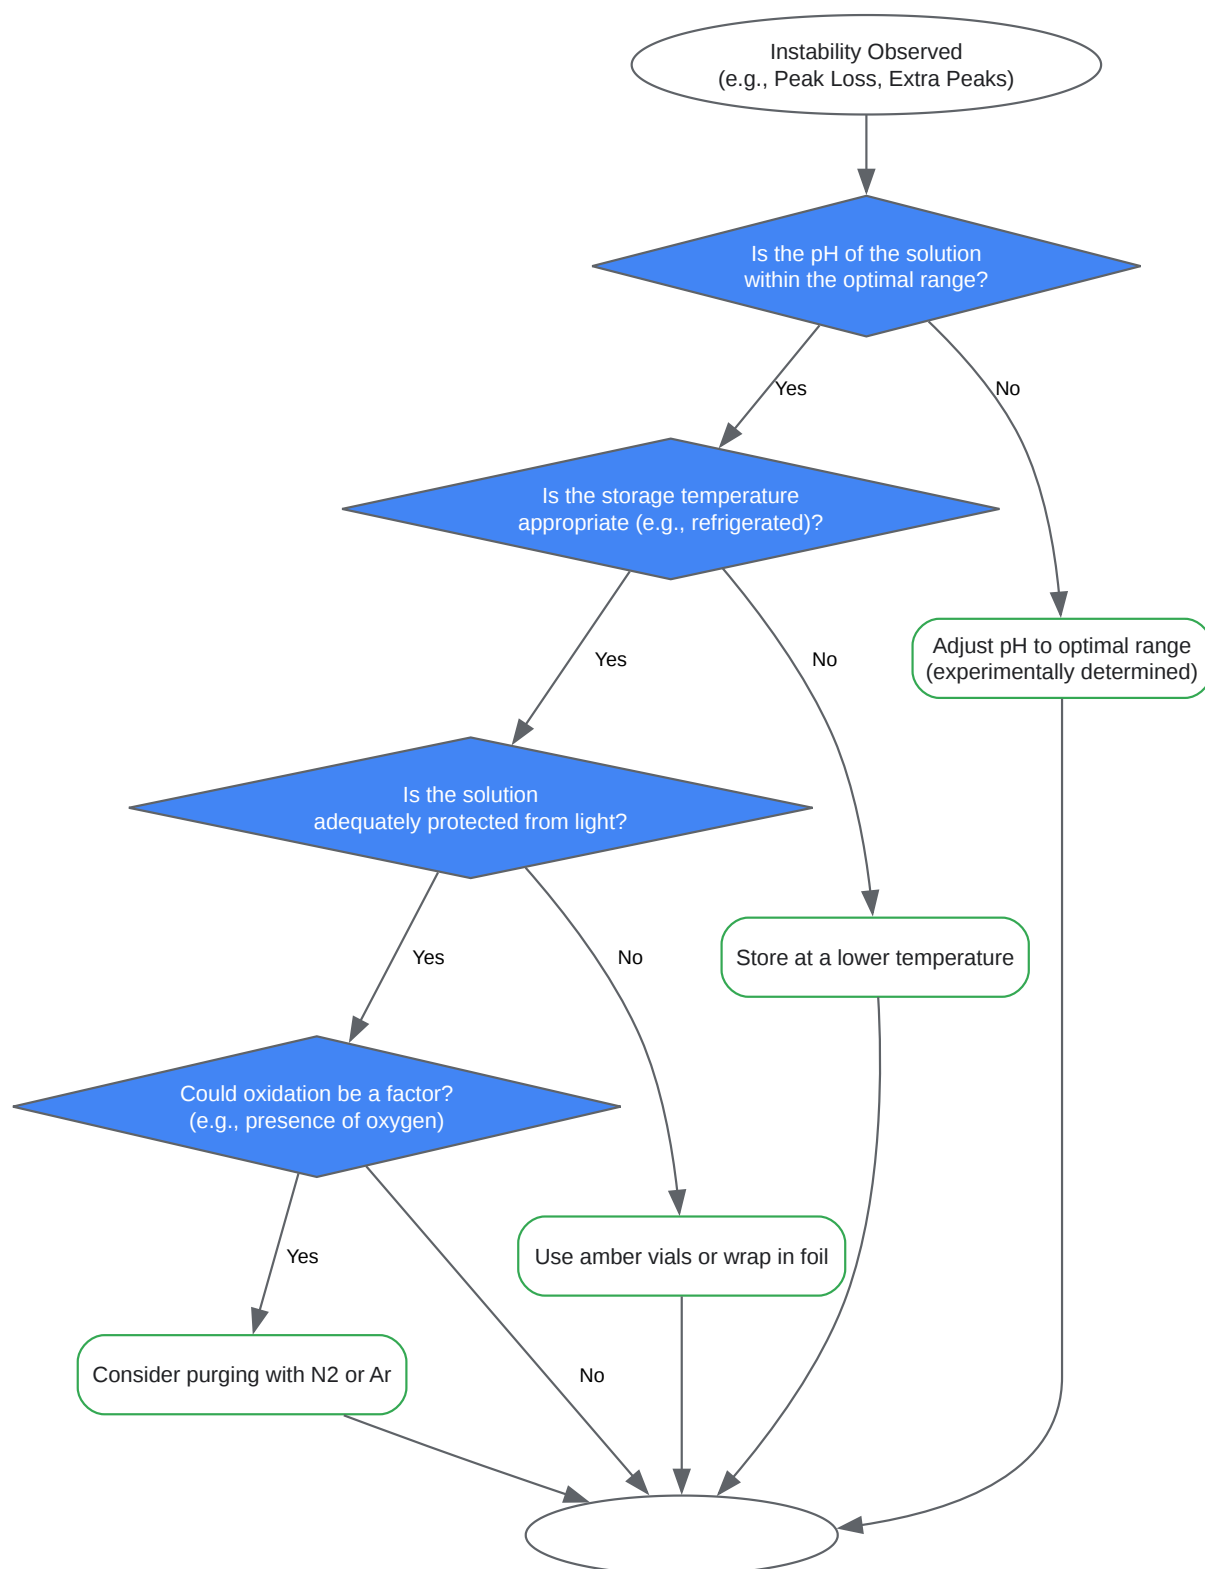 Instability Observed
(e.g., Peak Loss, Extra Peaks)
Is the pH of the solution
within the optimal range?
Yes
No
Is the storage temperature
appropriate (e.g., refrigerated)?
Yes
No
Adjust pH to optimal range
(experimentally determined)
Is the solution
adequately protected from light?
Yes
No
Store at a lower temperature
Could oxidation be a factor?
(e.g., presence of oxygen)
Yes
No
Use amber vials or wrap in foil
Consider purging with N2 or Ar